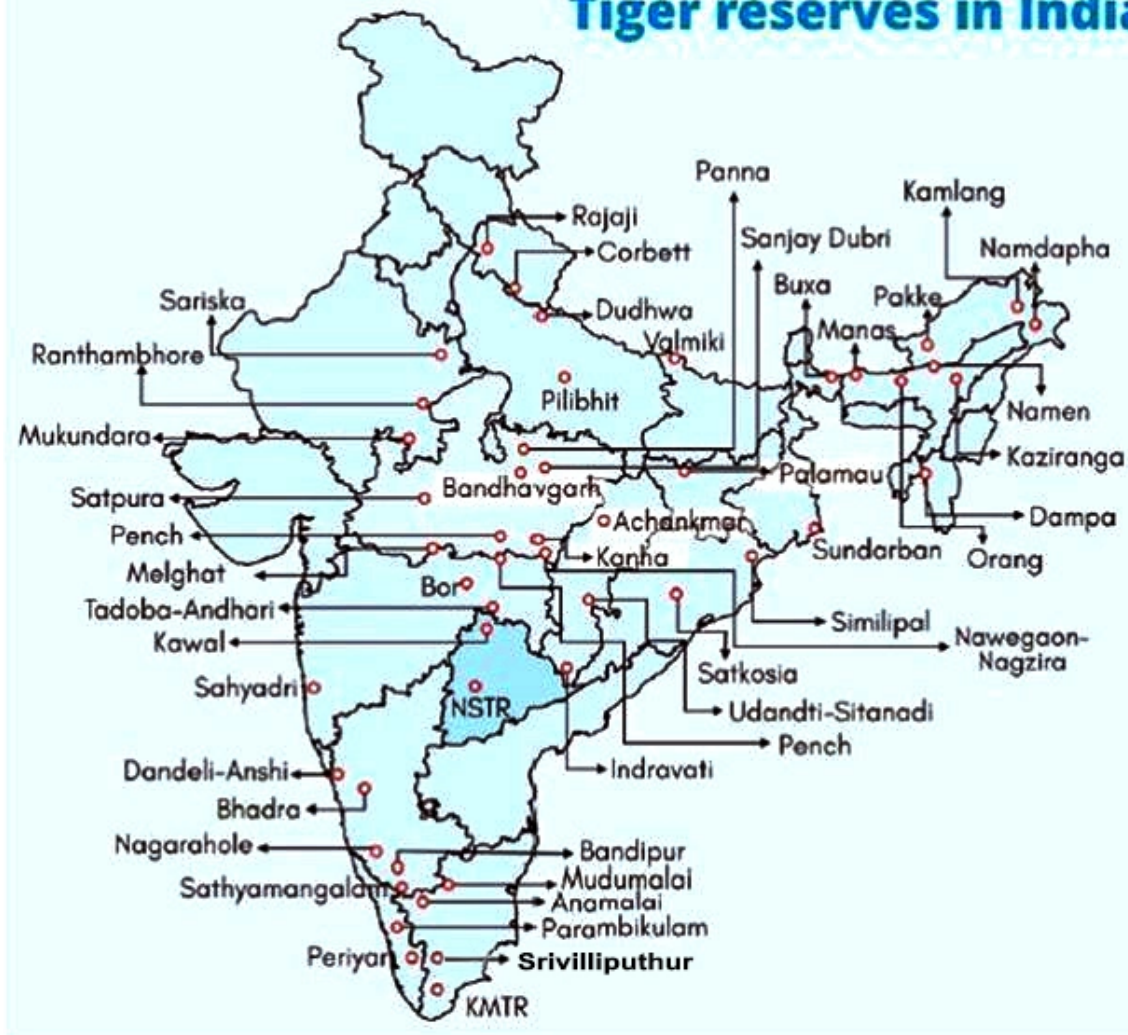 Tiger reserves in India
Panna
Kamlang
Rajaji
Sanjay Dubri
Corbett
Namdapha
Buxa
Pakke
Sariska
Dudhwa
Manas
Valmiki
Ranthambhore
Pilibhit
Namen
Mukundara
Kaziranga
Palamau
Bandhavgarh
Satpura
Dampa
Achankmar
Pench
Sundarban
Kanha
Orang
Melghat
Bor
Tadoba-Andhari
Similipal
Kawal
Nawegaon-
Nagzira
Satkosia
Sahyadri
NSTR
Udandti-Sitanadi
Pench
Dandeli-Anshi
Indravati
Bhadra
Nagarahole
Bandipur
Mudumalai
Sathyamangalam
Anamalai
Parambikulam
Periyar
Srivilliputhur
KMTR